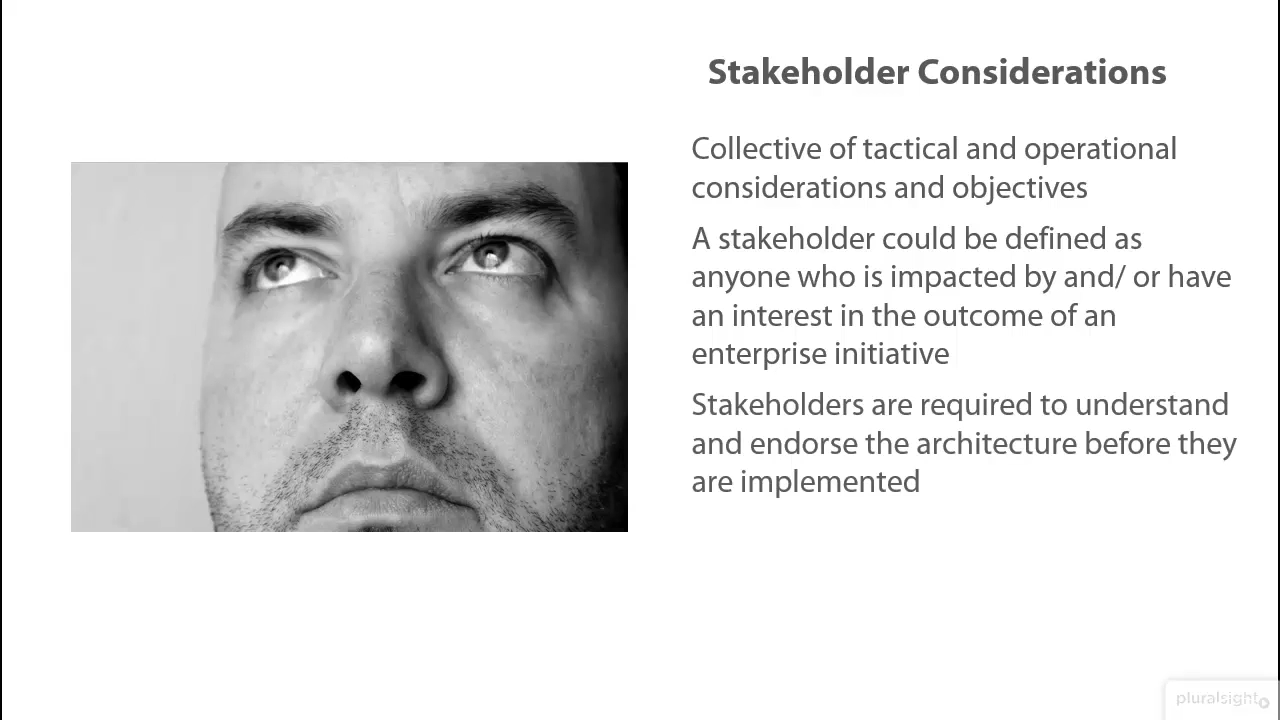 Stakeholder Considerations
Collective of tactical and operational
considerations and objectives
A stakeholder could be defined as
anyone who is impacted by and/ or have
an interest in the outcome of an
enterprise initiative
Stakeholders are required to understand
and endorse the architecture before they
are implemented
pluralsight